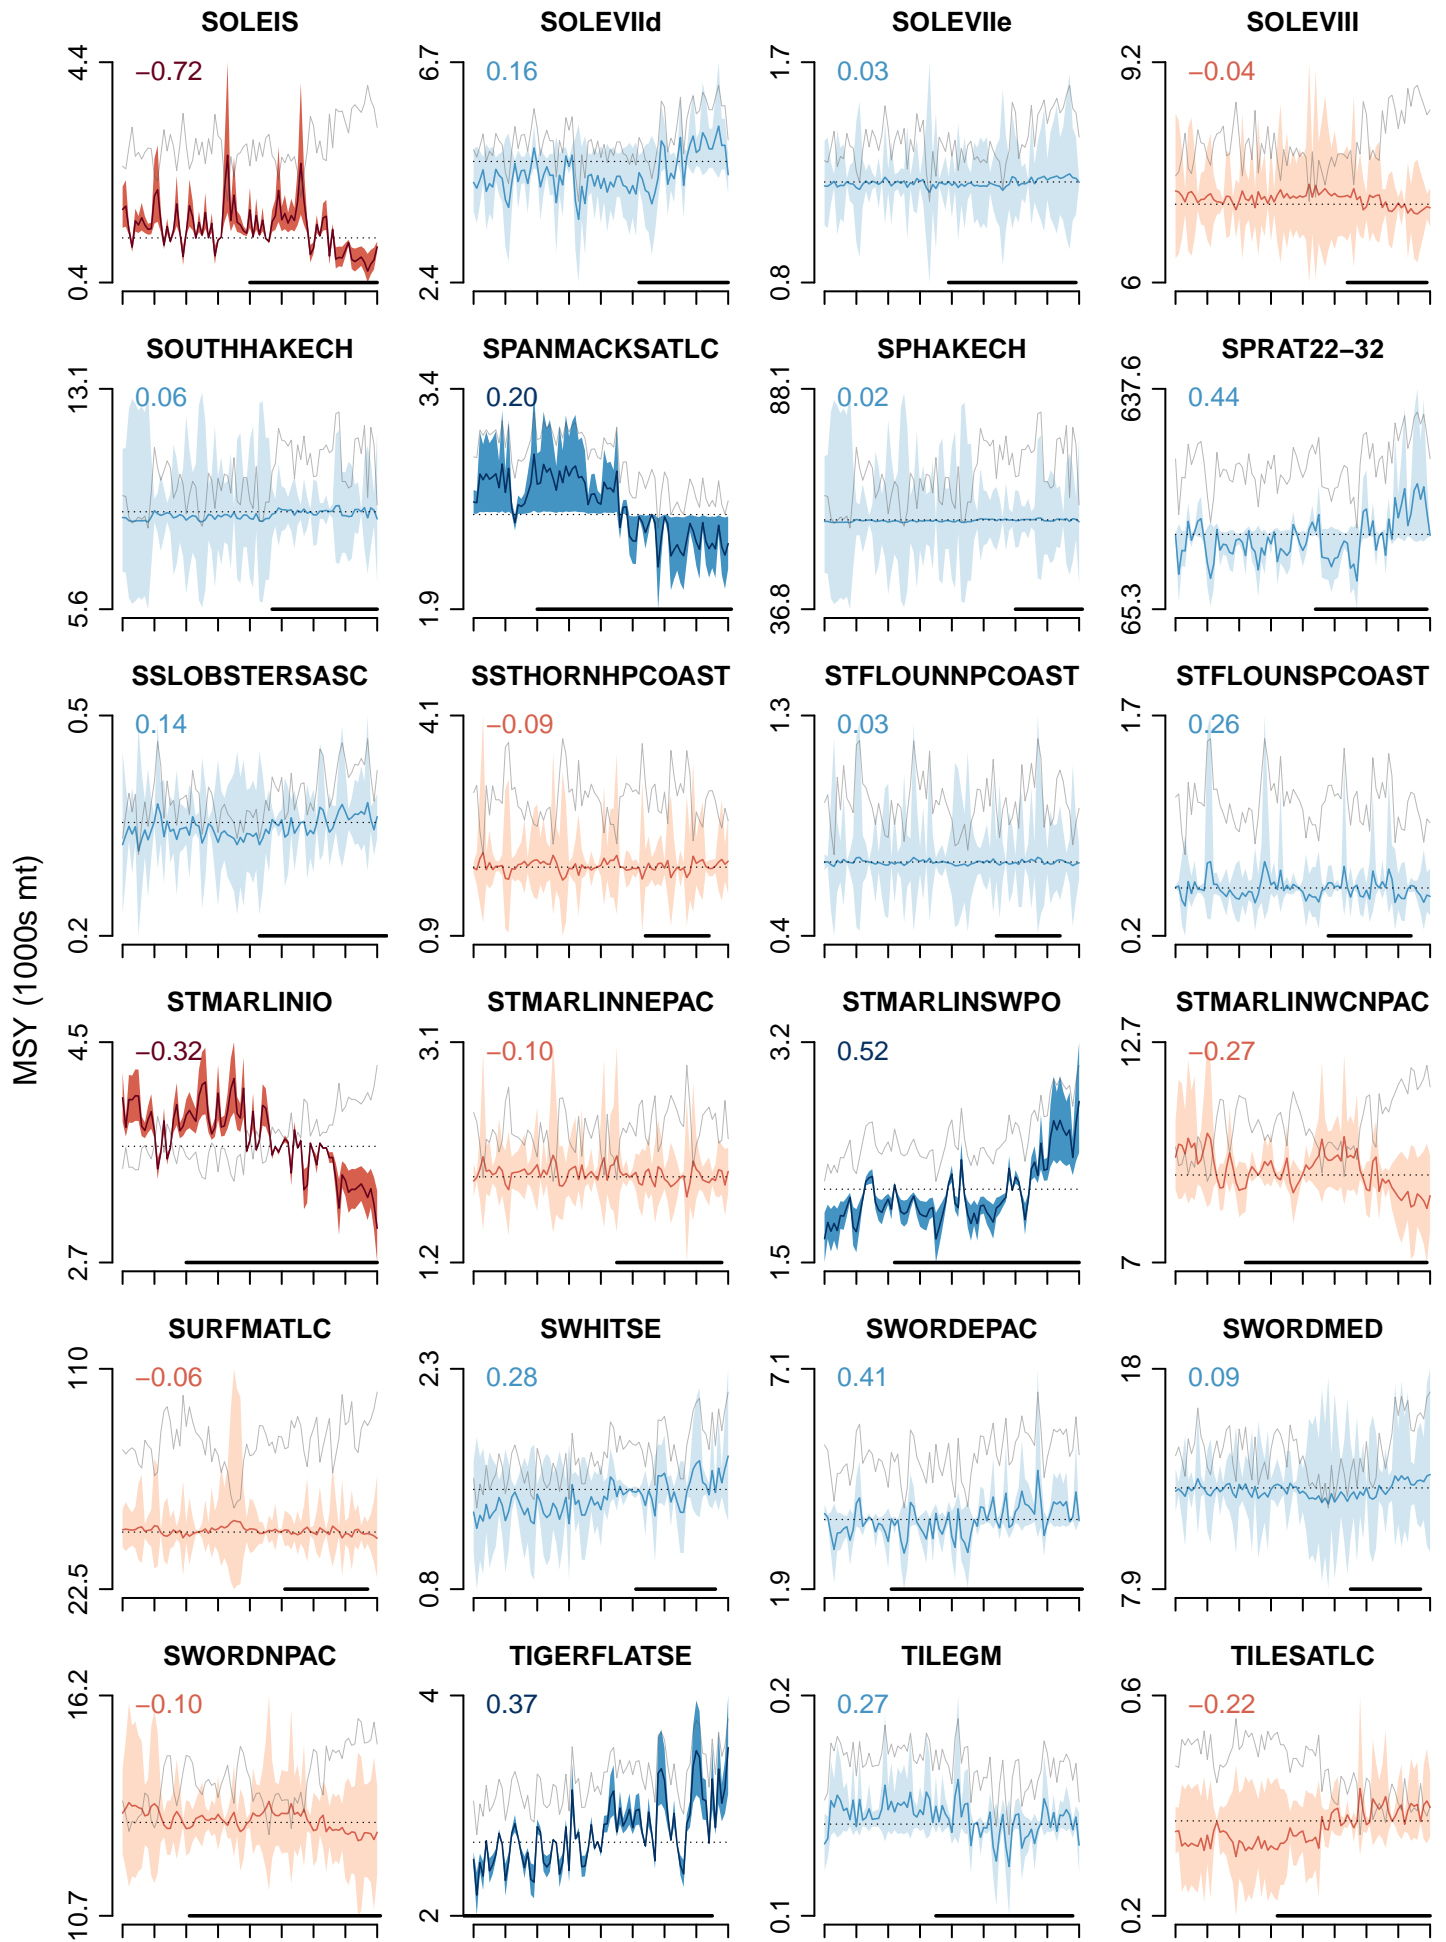 MSY (1000s mt)
SOLEIS SOLEVIId SOLEVIIe SOLEVIII
4.4 −0.72 6.7 0.16 1.7 0.03 9.2 −0.04
0.4 2.4 0.8 6
SOUTHHAKECH SPANMACKSATLC SPHAKECH SPRAT22−32
13.1 0.06 3.4 0.20 88.1 0.02 637.6 0.44
5.6 1.9 36.8 65.3
SSLOBSTERSASC SSTHORNHPCOAST STFLOUNNPCOAST STFLOUNSPCOAST
0.5 0.14 4.1 −0.09 1.3 0.03 1.7 0.26
0.2 0.9 0.4 0.2
STMARLINIO STMARLINNEPAC STMARLINSWPO STMARLINWCNPAC
4.5 −0.32 3.1 −0.10 3.2 0.52 12.7 −0.27
2.7 1.2 1.5 7
SURFMATLC SWHITSE SWORDEPAC SWORDMED
110 −0.06 2.3 0.28 7.1 0.41 18 0.09
22.5 0.8 1.9 7.9
SWORDNPAC TIGERFLATSE TILEGM TILESATLC
16.2 −0.10 4 0.37 0.2 0.27 0.6 −0.22
10.7 2 0.1 0.2